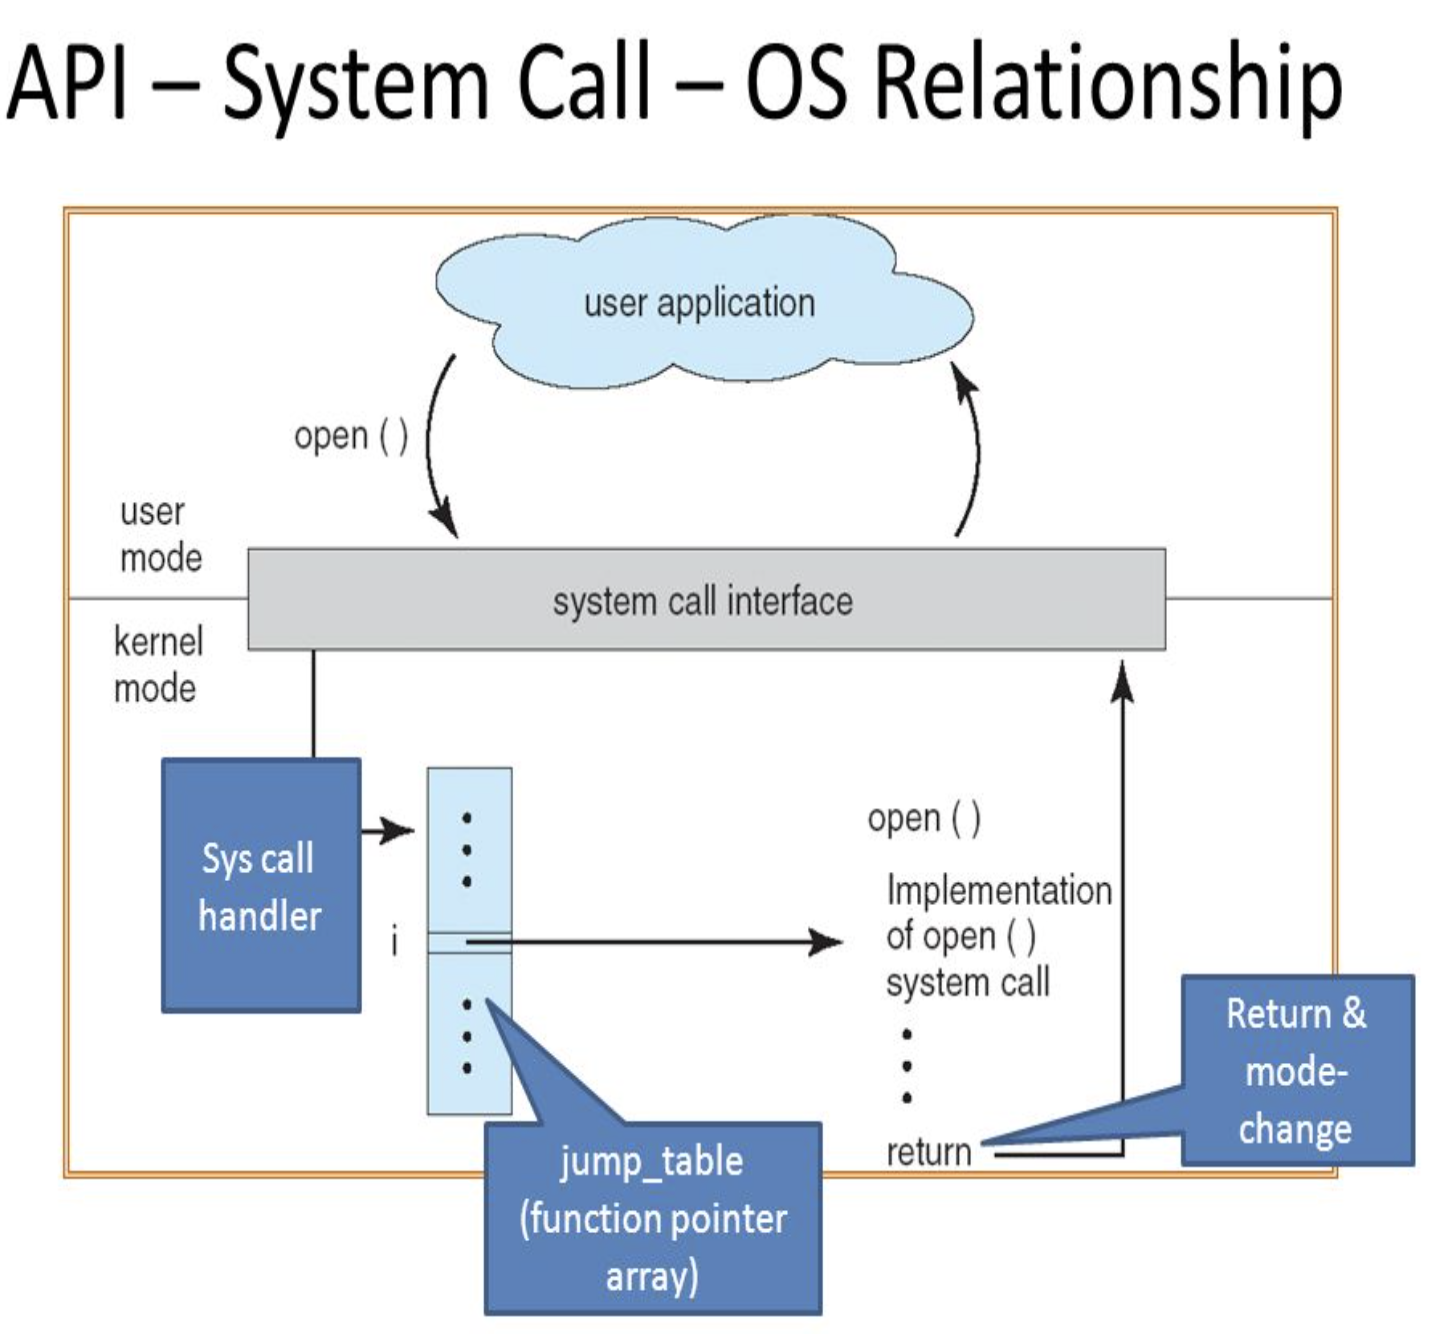 API – System Call – OS Relationship
user application
open ( )
user
mode
system call interface
kernel
mode
Sys call
handler
i
open ( )
Implementation
of open ( )
system call
return
Return &
mode-
change
jump_table
(function pointer
array)